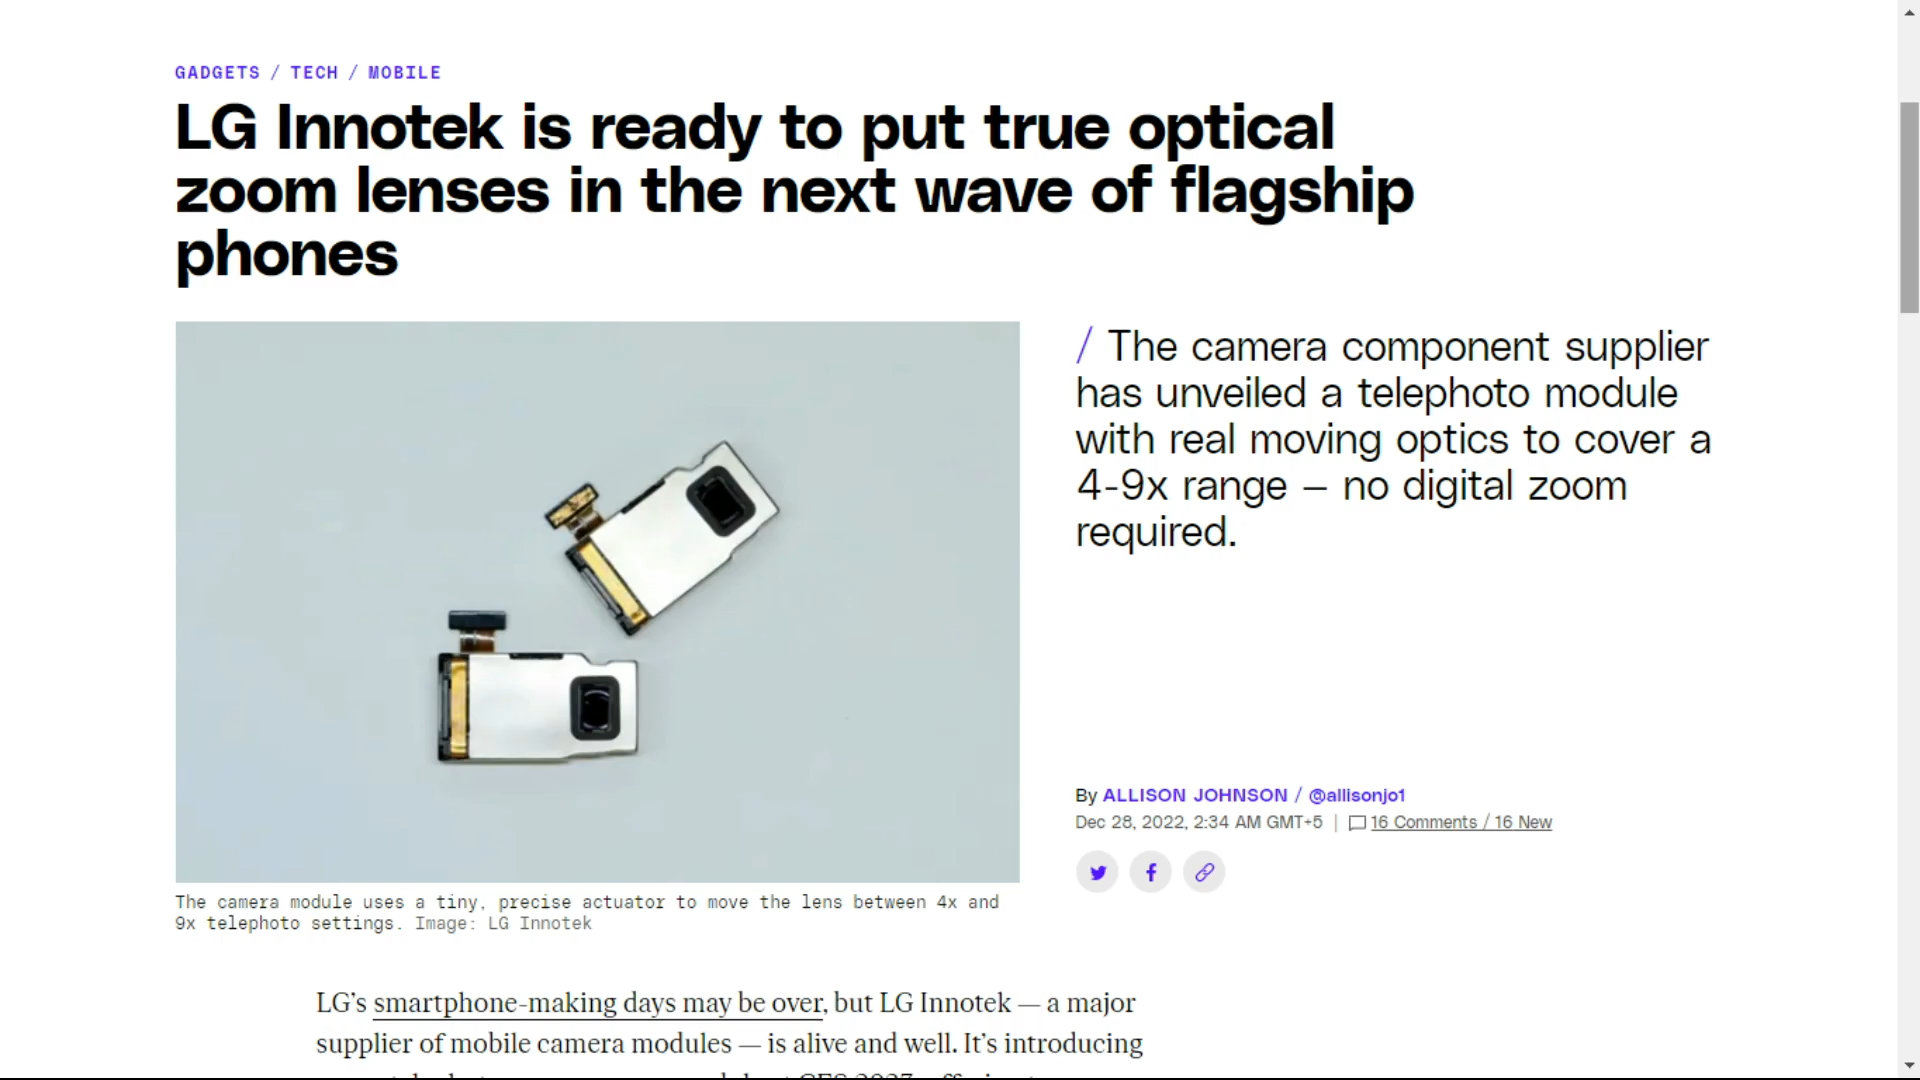 GADGETS / TECH / MOBILE
LG Innotek is ready to put true optical
zoom lenses in the next wave of flagship
phones
/ The camera component supplier
has unveiled a telephoto module
with real moving optics to cover a
4-9x range — no digital zoom
required.
By ALLISON JOHNSON / @allisonjo1
Dec 28, 2022, 2:34 AM GMT+5 | 16 Comments / 16 New
The camera module uses a tiny, precise actuator to move the lens between 4x and
9x telephoto settings. Image: LG Innotek
LG’s smartphone-making days may be over, but LG Innotek — a major
supplier of mobile camera modules — is alive and well. It’s introducing